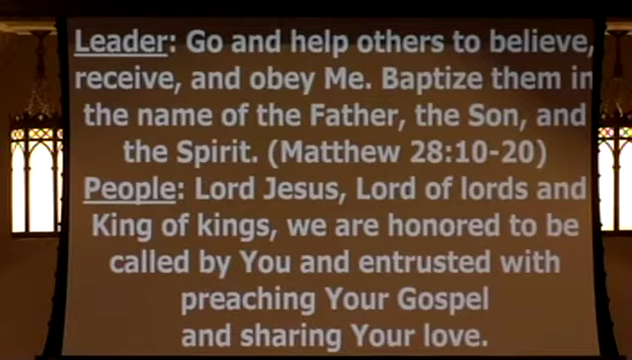 Leader: Go and help others to believe,
receive, and obey Me. Baptize them in
the name of the Father, the Son, and
the Spirit. (Matthew 28:10-20)
People: Lord Jesus, Lord of lords and
King of kings, we are honored to be
called by You and entrusted with
preaching Your Gospel
and sharing Your love.